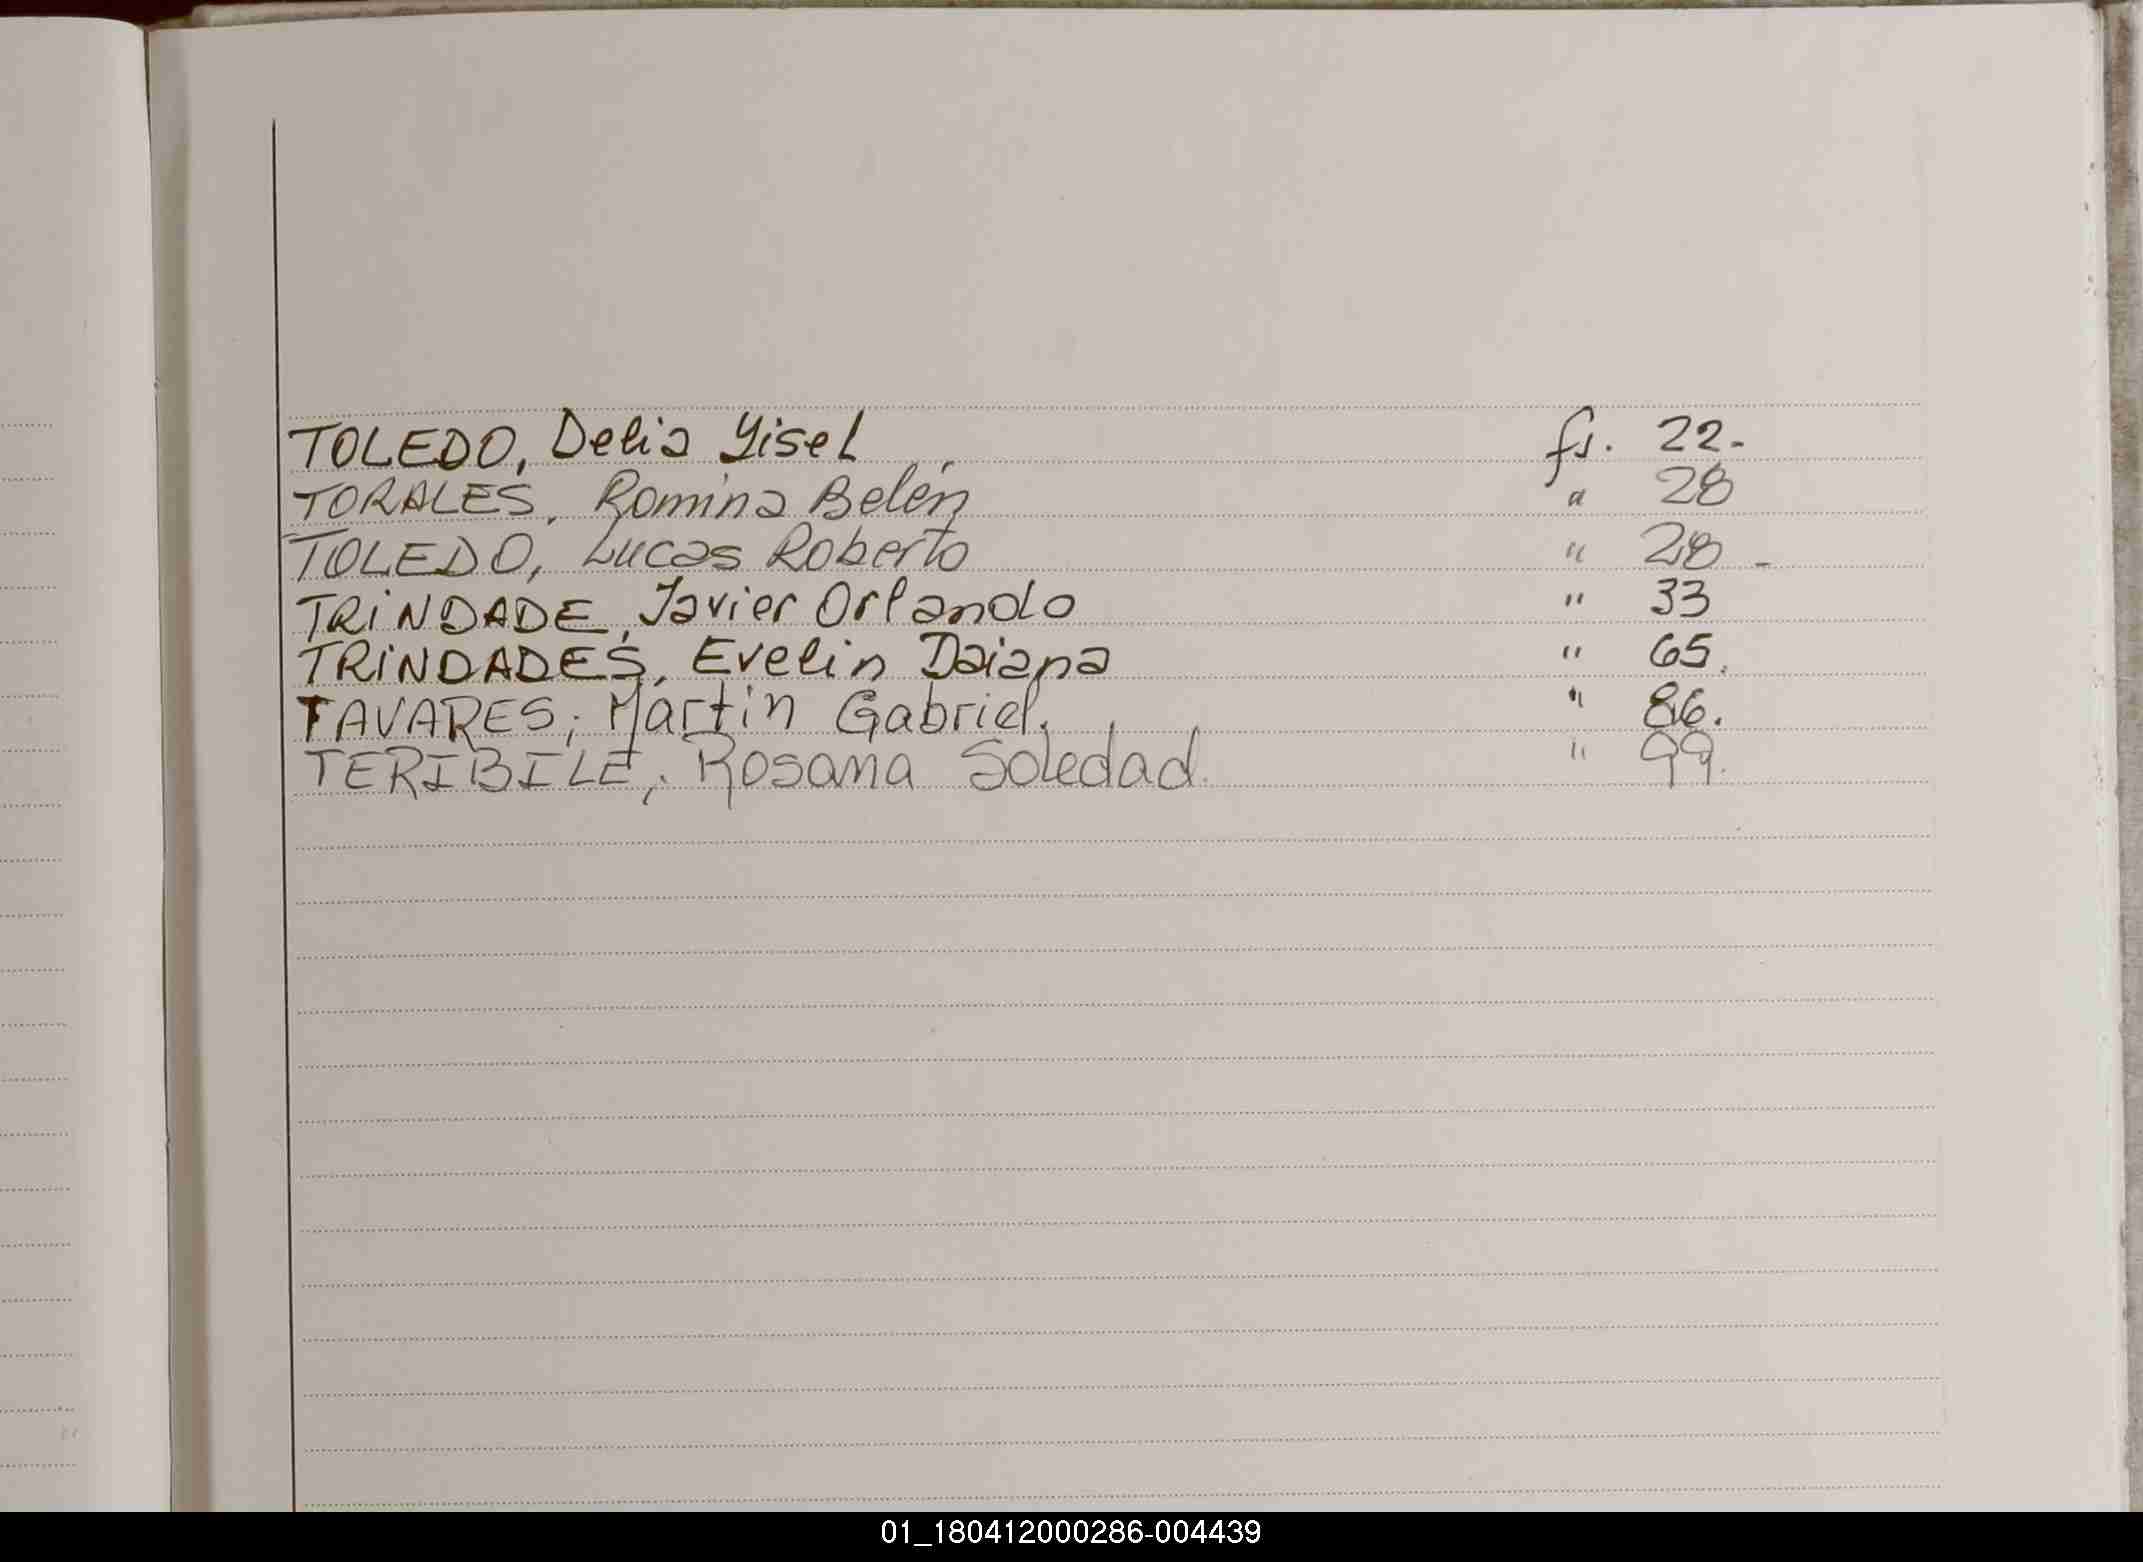 TOLEDO, Delia Yisel fs. 22.-
TORALES, Romina Belén " 28
TOLEDO, Lucas Roberto " 28 -
TRiNDADE, Javier Orlando " 33
TRiNDADES, Evelin Daiana " 65.
TAVARES, Martín Gabriel. " 86.
TERIBILE, Rosana Soledad. " 99.
01_180412000286-004439